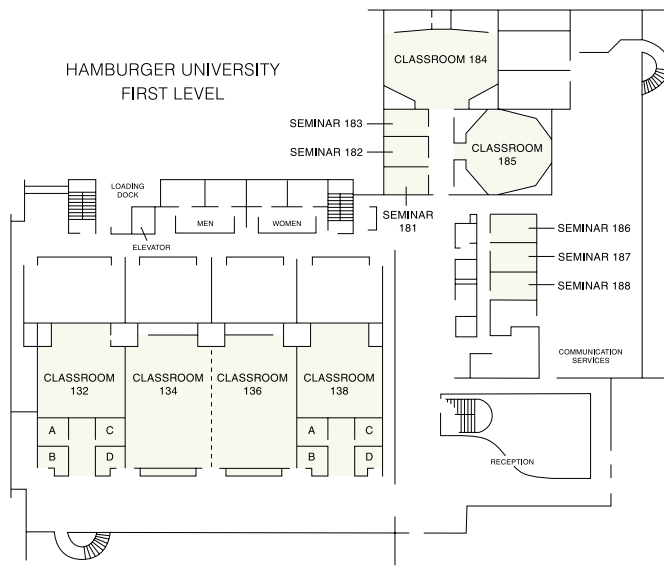 HAMBURGER UNIVERSITY
FIRST LEVEL
CLASSROOM 184
SEMINAR 183
SEMINAR 182
CLASSROOM
185
SEMINAR
181
LOADING
DOCK
MEN
WOMEN
ELEVATOR
SEMINAR 186
SEMINAR 187
SEMINAR 188
COMMUNICATION
SERVICES
CLASSROOM
132
CLASSROOM
134
CLASSROOM
136
CLASSROOM
138
A
C
B
D
A
C
B
D
RECEPTION